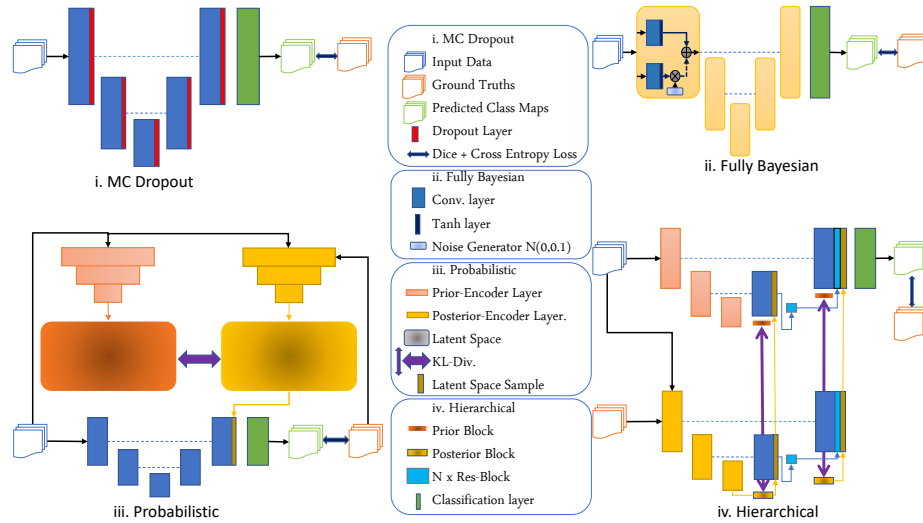 i. MC Dropout
Input Data
Ground Truths
Predicted Class Maps
Dropout Layer
Dice + Cross Entropy Loss
i. MC Dropout
ii. Fully Bayesian
ii. Fully Bayesian
Conv. layer
Tanh layer
Noise Generator N(0,0.1)
iii. Probabilistic
Prior-Encoder Layer
Posterior-Encoder Layer.
Latent Space
KL-Div.
Latent Space Sample
iv. Hierarchical
Prior Block
Posterior Block
N x Res-Block
Classification layer
iii. Probabilistic
iv. Hierarchical